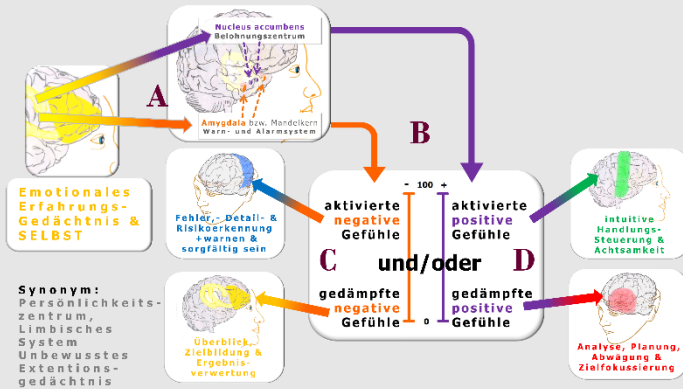 Nucleus accumbens
Belohnungszentrum
A
Amygdala bzw. Mandelkern
Warn- und Alarmsystem
B
Emotionales
Erfahrungs-
Gedächtnis &
SELBST
Fehler,- Detail- &
Risikoerkennung
+warnen &
sorgfältig sein
- 100 +
aktivierte
negative
Gefühle
aktivierte
positive
Gefühle
intuitive
Handlungs-
Steuerung &
Achtsamkeit
C
und/oder
D
gedämpfte
negative
Gefühle
0
gedämpfte
positive
Gefühle
Synonym:
Persönlichkeits-
zentrum,
Limbisches
System
Unbewusstes
Extentions-
gedächtnis
Überblick,
Zielbildung &
Ergebnis-
verwertung
Analyse, Planung,
Abwägung &
Zielfokussierung